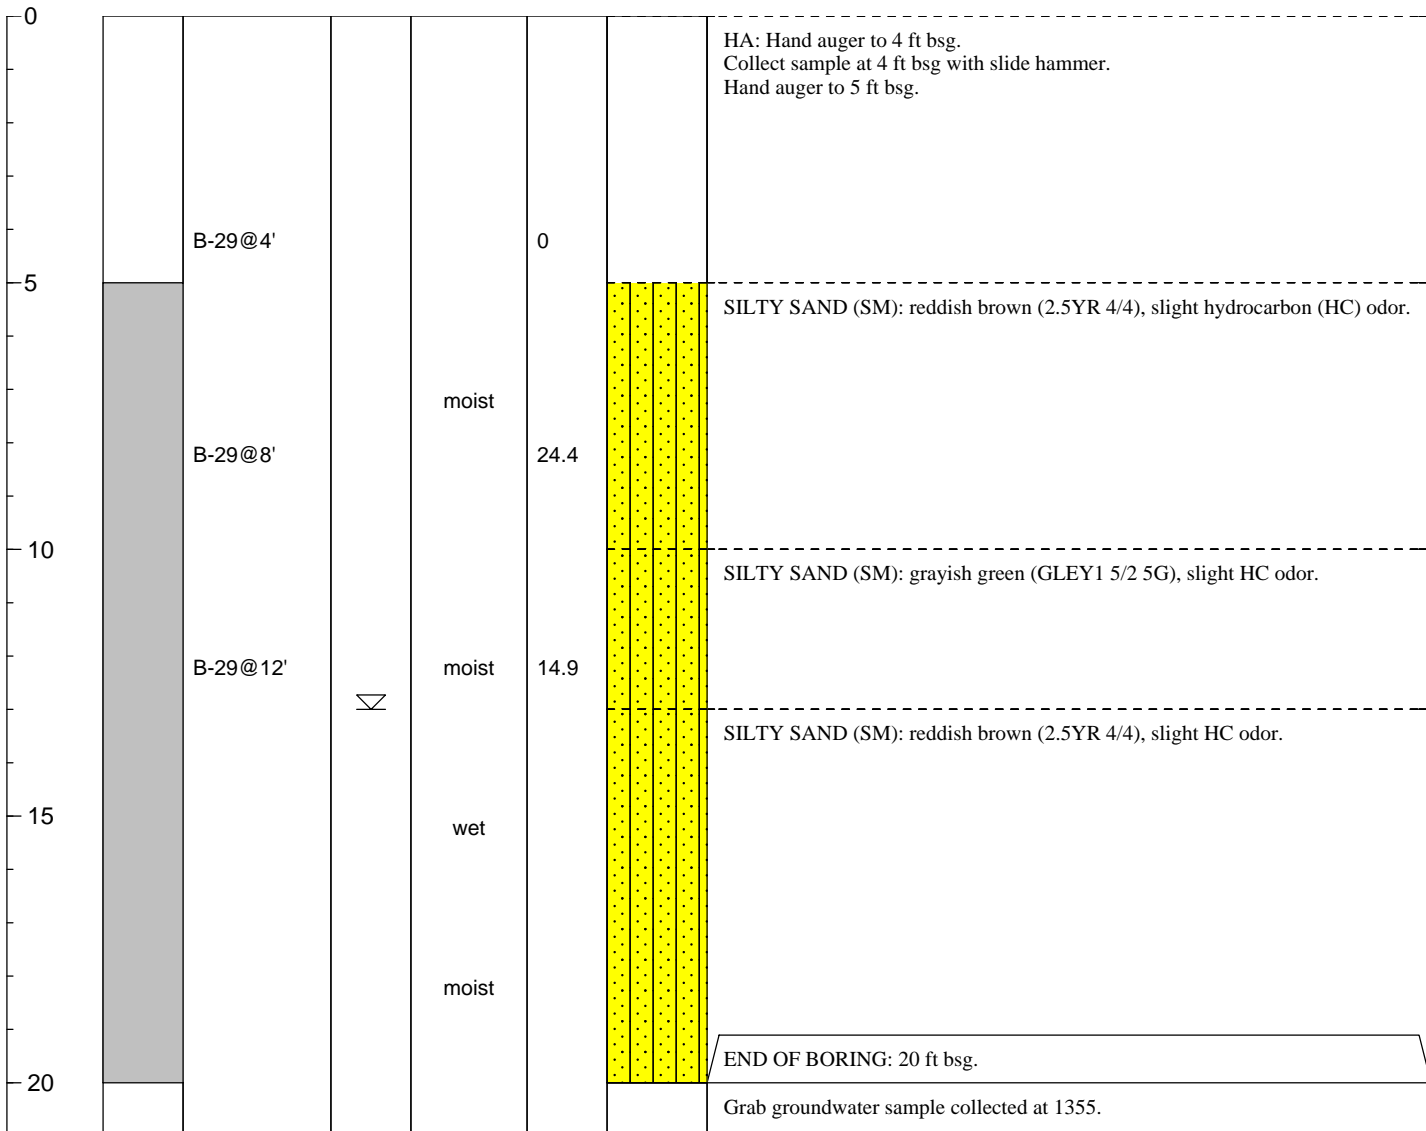 0
HA: Hand auger to 4 ft bsg.
Collect sample at 4 ft bsg with slide hammer.
Hand auger to 5 ft bsg.
B-29@4' 0
5
SILTY SAND (SM): reddish brown (2.5YR 4/4), slight hydrocarbon (HC) odor.
moist
B-29@8' 24.4
10
SILTY SAND (SM): grayish green (GLEY1 5/2 5G), slight HC odor.
B-29@12' moist 14.9
SILTY SAND (SM): reddish brown (2.5YR 4/4), slight HC odor.
15
wet
moist
END OF BORING: 20 ft bsg.
20
Grab groundwater sample collected at 1355.